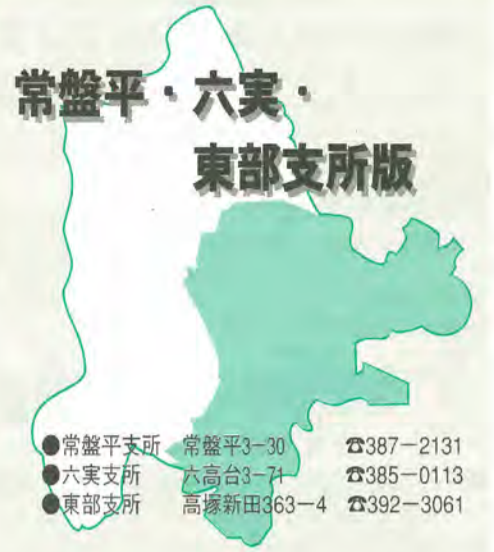 常盤平・六実・
東部支所版
●常盤平支所 常盤平3−30 ☎387−2131
●六実支所 六高台3−71 ☎385−0113
●東部支所 高塚新田363−4 ☎392−3061